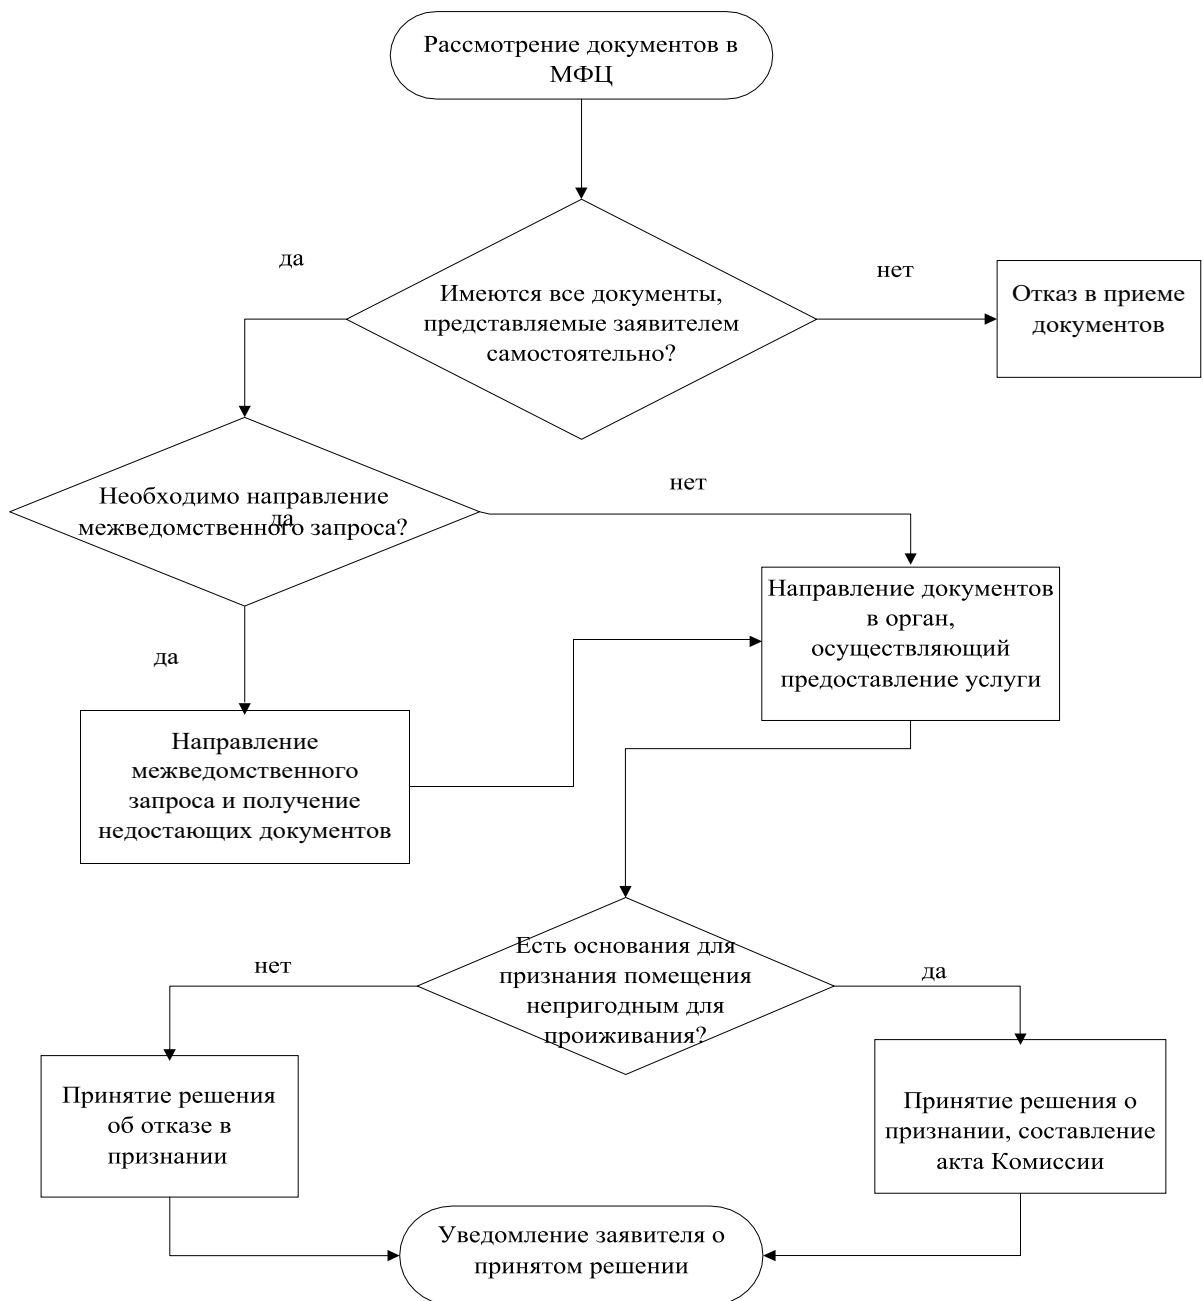 Рассмотрение документов в
МФЦ
да
нет
Имеются все документы,
представляемые заявителем
самостоятельно?
Отказ в приеме
документов
Необходимо направление
межведомственного запроса?
да
нет
Направление документов
в орган,
осуществляющий
предоставление услуги
да
Направление
межведомственного
запроса и получение
недостающих документов
Есть основания для
признания помещения
непригодным для
проиживания?
нет
да
Принятие решения
об отказе в
признании
Принятие решения о
признании, составление
акта Комиссии
Уведомление заявителя о
принятом решении